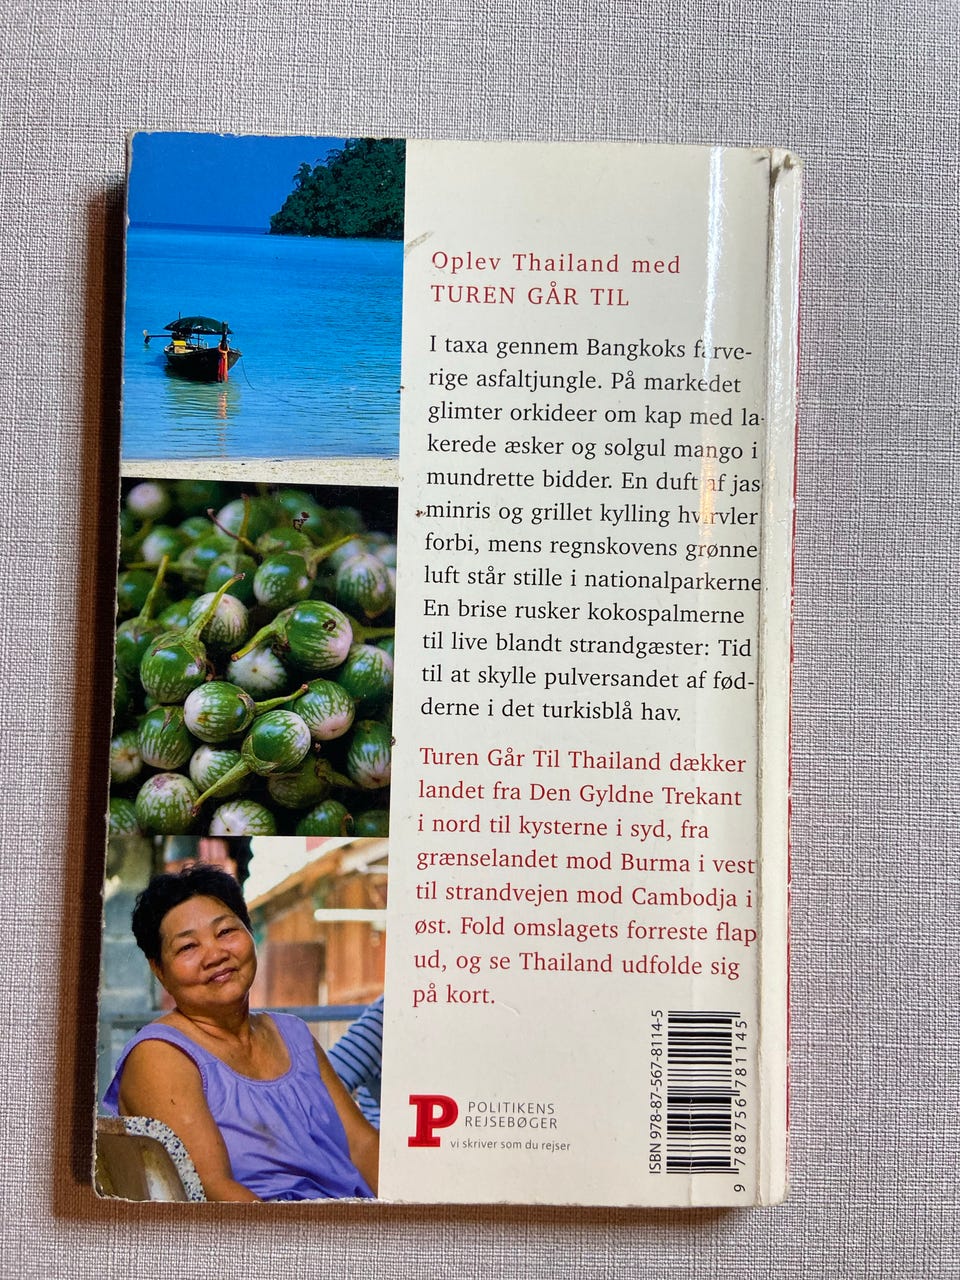 Oplev Thailand med
TUREN GÅR TIL
I taxa gennem Bangkoks farve-
rige asfaltjungle. På markedet
glimter orkideer om kap med la-
kerede æsker og solgul mango i
mundrette bidder. En duft af jas-
minris og grillet kylling hvirvler
forbi, mens regnskovens grønne
luft står stille i nationalparkerne
En brise rusker kokospalmerne
til live blandt strandgæster: Tid
til at skylle pulversandet af fød-
derne i det turkisblå hav.
Turen Går Til Thailand dækker
landet fra Den Gyldne Trekant
i nord til kysterne i syd, fra
grænselandet mod Burma i vest
til strandvejen mod Cambodja i
øst. Fold omslagets forreste flap
ud, og se Thailand udfolde sig
på kort.
P
POLITIKENS
REJSEBØGER
vi skriver som du rejser
ISBN 978-87-567-8114-5
9 788756 781145